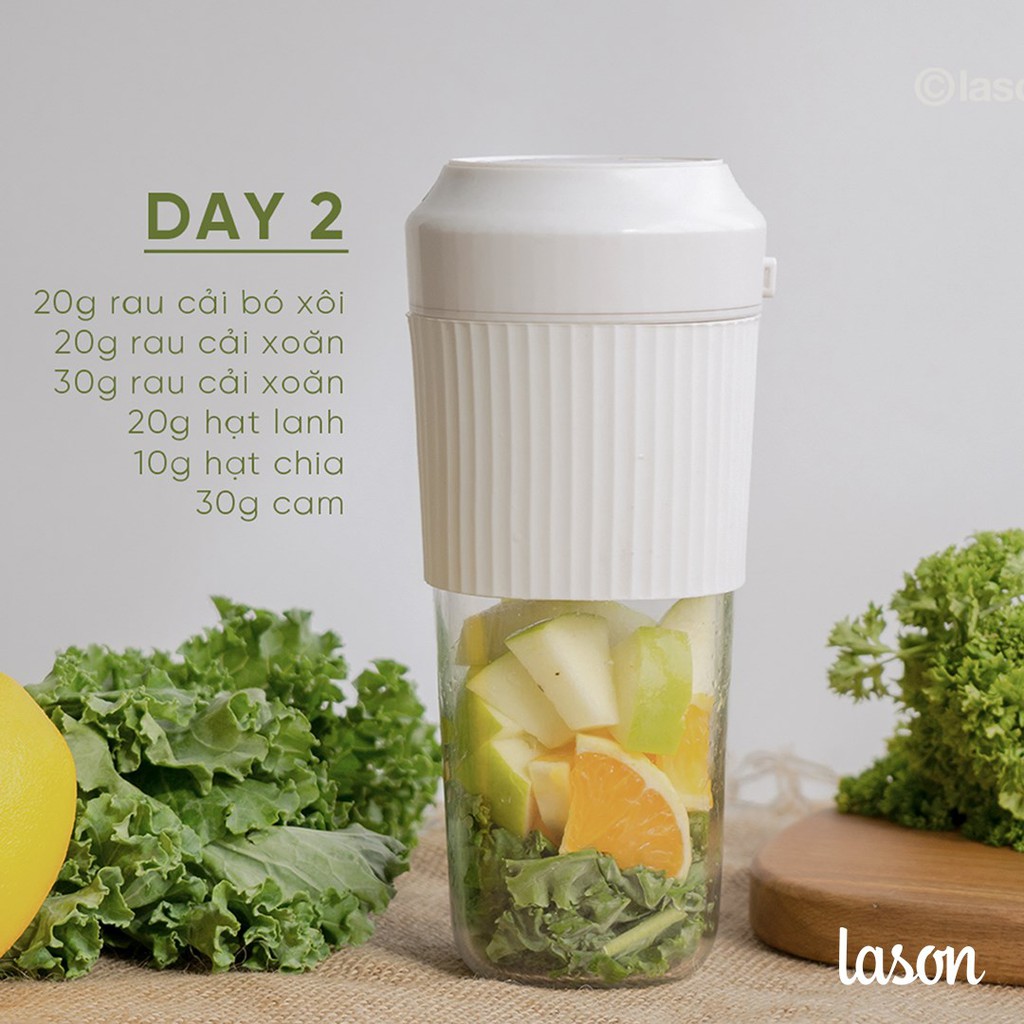 ©laso
DAY 2
20g rau cải bó xôi
20g rau cải xoăn
30g rau cải xoăn
20g hạt lanh
10g hạt chia
30g cam
lason